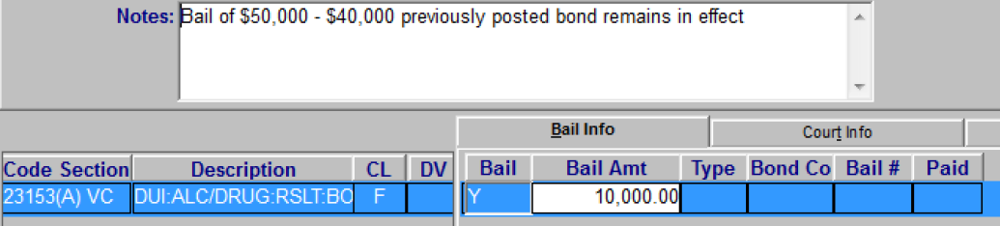 Notes: Bail of $50,000 - $40,000 previously posted bond remains in effect
Bail Info Court Info
Code Section Description CL DV Bail Bail Amt Type Bond Co Bail # Paid
23153(A) VC DUI:ALC/DRUG:RSLT:BO F Y 10,000.00